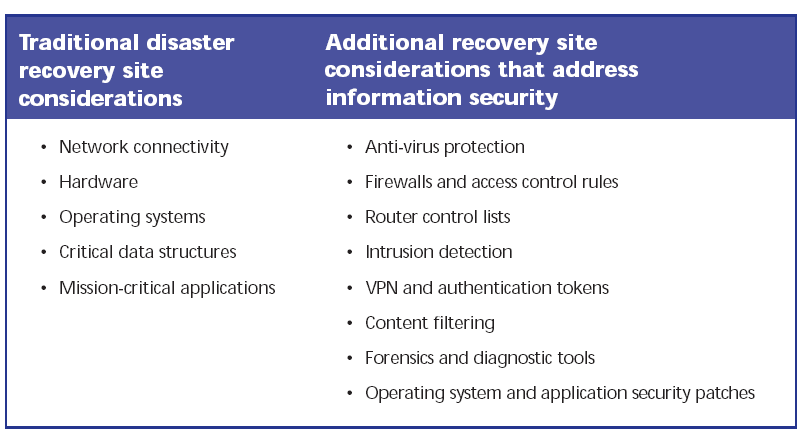 Traditional disaster
recovery site
considerations
Additional recovery site
considerations that address
information security
• Network connectivity
• Hardware
• Operating systems
• Critical data structures
• Mission-critical applications
• Anti-virus protection
• Firewalls and access control rules
• Router control lists
• Intrusion detection
• VPN and authentication tokens
• Content filtering
• Forensics and diagnostic tools
• Operating system and application security patches